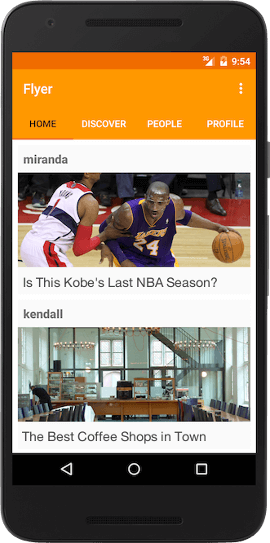 3G 9:54
Flyer
HOME DISCOVER PEOPLE PROFILE
miranda
LAKERS
24
Is This Kobe's Last NBA Season?
kendall
The Best Coffee Shops in Town